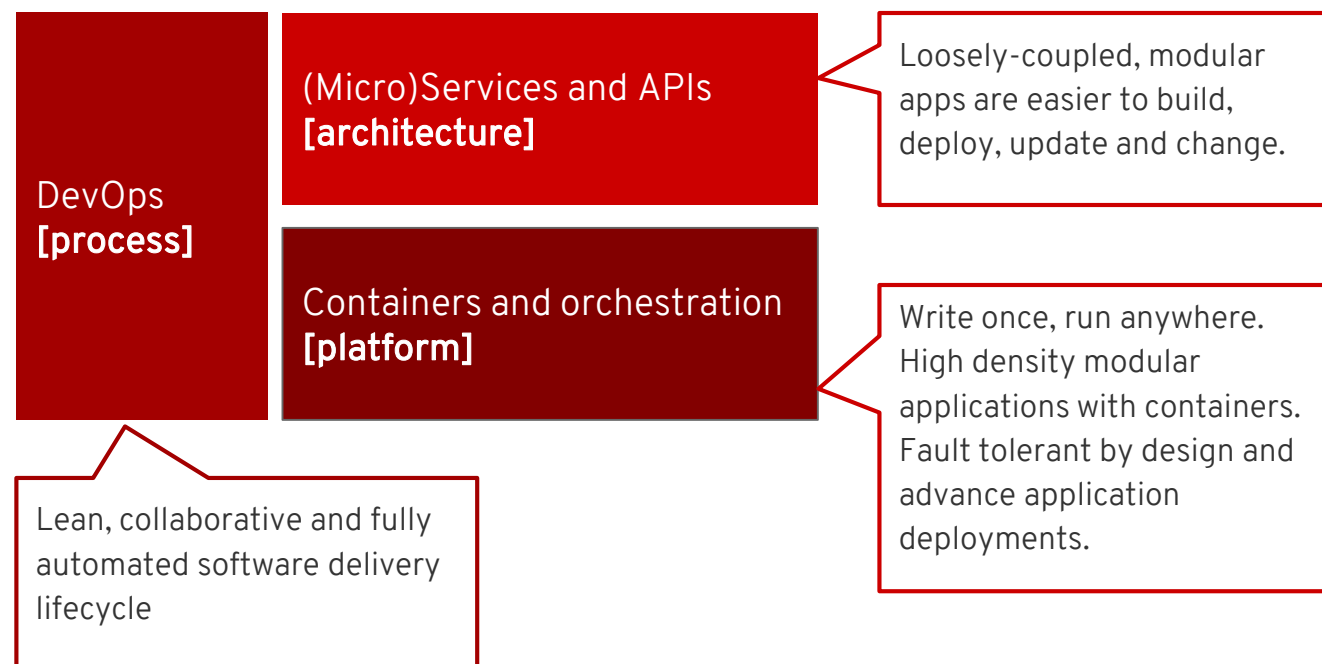 DevOps
[process]
(Micro)Services and APIs
[architecture]
Loosely-coupled, modular
apps are easier to build,
deploy, update and change.
Containers and orchestration
[platform]
Write once, run anywhere.
High density modular
applications with containers.
Fault tolerant by design and
advance application
deployments.
Lean, collaborative and fully
automated software delivery
lifecycle